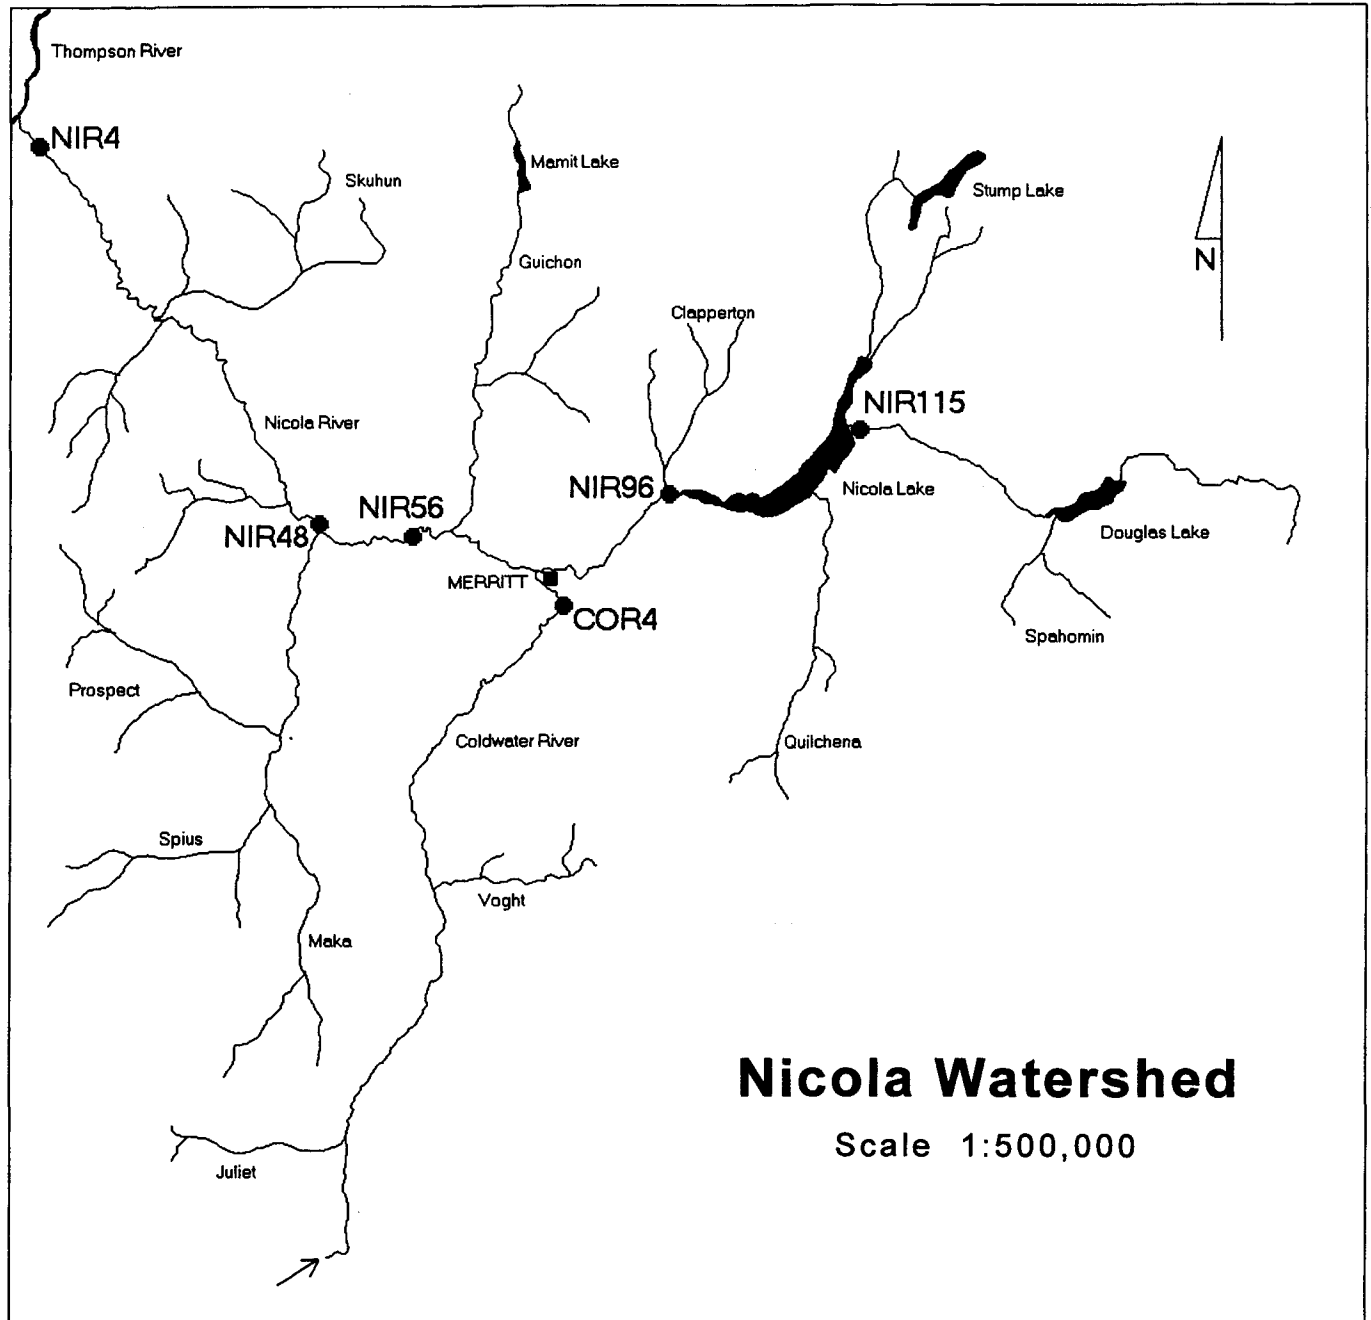 Thompson River
NIR4
Mamit Lake
Skuhun
Stump Lake
Guichon
N
Clapperton
NIR115
Nicola River
NIR96
Nicola Lake
NIR56
NIR48
Douglas Lake
MERRITT
COR4
Spahomin
Prospect
Coldwater River
Quilchena
Spius
Voght
Maka
Nicola Watershed
Scale 1:500,000
Juliet